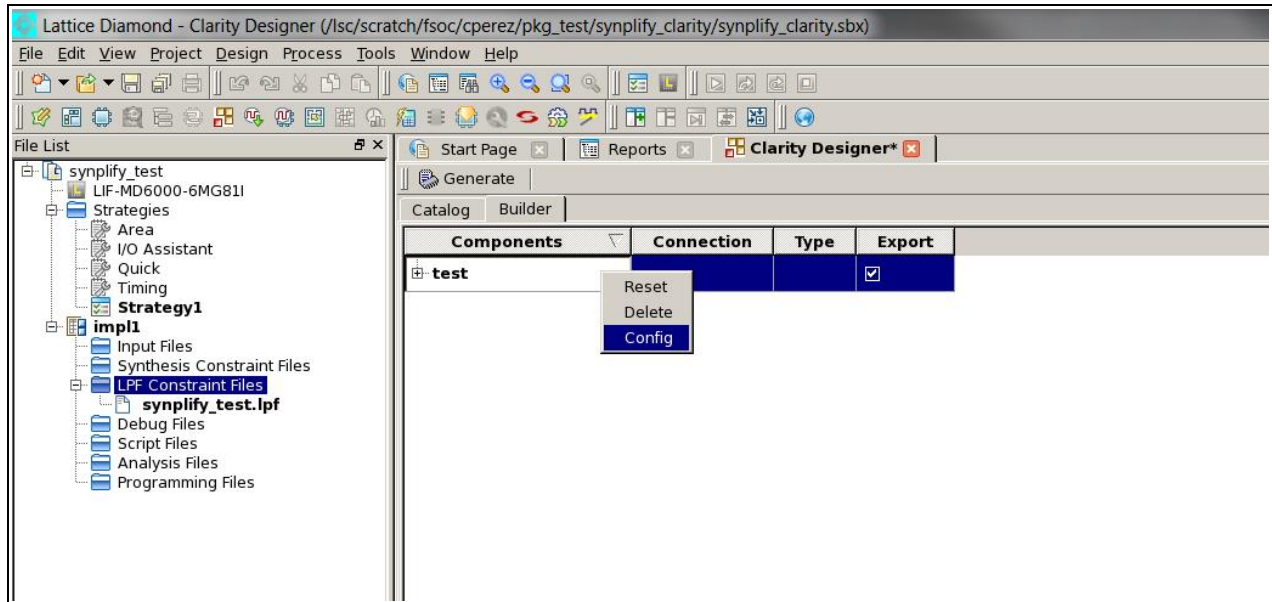 Lattice Diamond - Clarity Designer (/lsc/scratch/fsoc/cperez/pkg_test/synplify_clarity/synplify_clarity.sbx)
File Edit View Project Design Process Tools Window Help
File List
Start Page
Reports
Clarity Designer*
synplify_test
LIF-MD6000-6MG81I
Strategies
Area
I/O Assistant
Quick
Timing
Strategy1
impl1
Input Files
Synthesis Constraint Files
LPF Constraint Files
synplify_test.lpf
Debug Files
Script Files
Analysis Files
Programming Files
Generate
Catalog Builder
Components Connection Type Export
test
Reset
Delete
Config